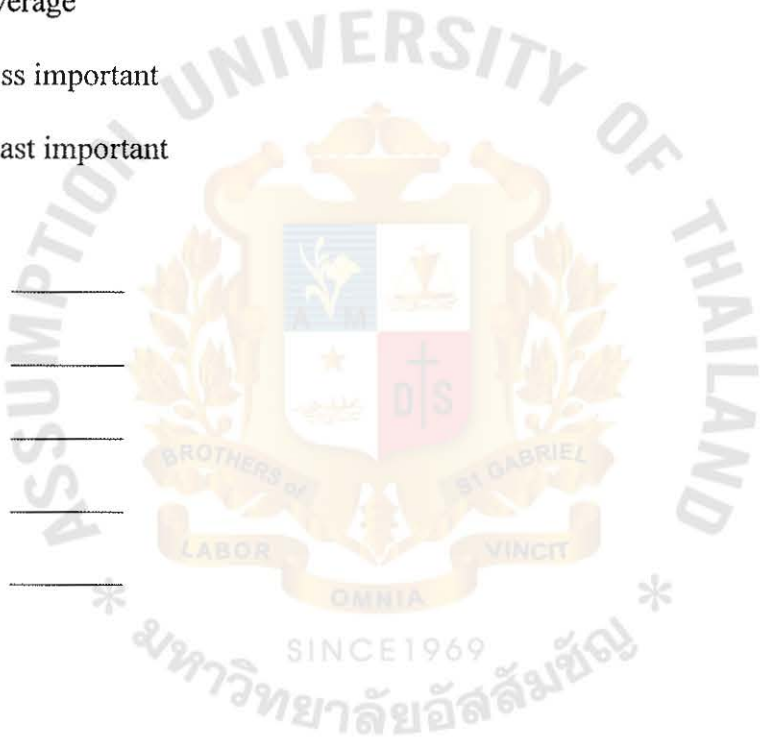 verage
ss important
ast important
ASSUMPTION UNIVERSITY OF THAILAND
A M
D S
BROTHERS of ST GABRIEL
LABOR OMNIA VINCIT
SINCE1969
* มหาวิทยาลัยอัสสัมชัญ *